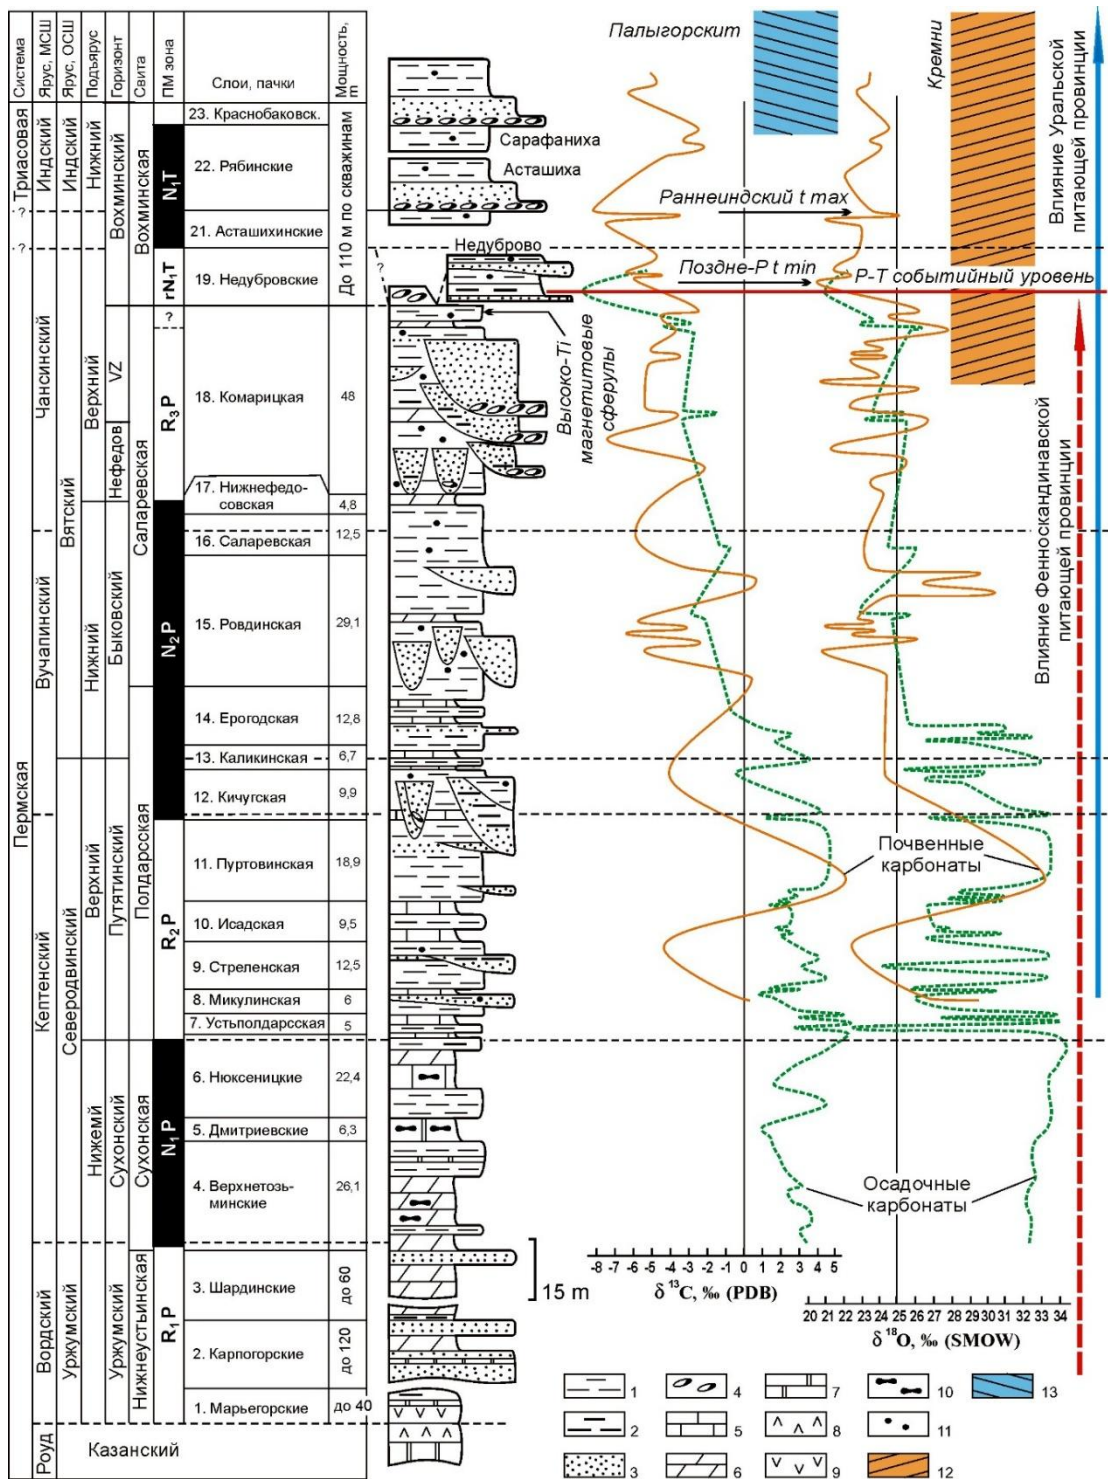 Система
Ярус, МСШ
Ярус, ОСШ
Подъярус
Горизонт
Свита
ПМ зона
Слои, пачки
Мощность,
m
Триасовая
?
?
Пермская
Индский
Чансинский
Вучапинский
Кептенский
Вордский
Роуд
Индский
Вятский
Северодвинский
Уржумский
Казанский
Нижний
Верхний
Нижний
Верхний
Нижемй
Вохминский
VZ
Нефедов
Быковский
Путятинский
Сухонский
Уржумский
Вохминская
Саларевская
Полдарсская
Сухонская
Нижнеустьинская
N₁T
rN₁T
?
R₃P
N₂P
R₂P
N₁P
R₁P
23. Краснобаковск.
22. Рябинские
21. Асташихинские
19. Недубровские
До 110 м по скважинам
18. Комарицкая
48
17. Нижнефедо-
совская
4,8
16. Саларевская
12,5
15. Ровдинская
29,1
14. Ерогодская
12,8
13. Каликинская
6,7
12. Кичугская
9,9
11. Пуртовинская
18,9
10. Исадская
9,5
9. Стреленская
12,5
8. Микулинская
6
7. Устьполдарсская
5
6. Нюксеницкие
22,4
5. Дмитриевские
6,3
4. Верхнетозь-
минские
26,1
3. Шардинские
до 60
2. Карпогорские
до 120
1. Марьегорские
до 40
Сарафаниха
Асташиха
Недуброво
?
Высоко-Ti
магнетитовые
сферулы
15 m
Палыгорскит
Кремни
Раннеиндский t max
Поздне-Р t min
Р-Т событийный уровень
Влияние Уральской
питающей провинци
Влияние Фенноскандинавской
питающей провинции
Почвенные
карбонаты
Осадочные
карбонаты
-8 -7 -6 -5 -4 -3 -2 -1 0 1 2 3 4 5
δ ¹³C, ‰ (PDB)
20 21 22 23 24 25 26 27 28 29 30 31 32 33 34
δ ¹⁸O, ‰ (SMOW)
1
4
7
10
13
2
5
8
11
3
6
9
12